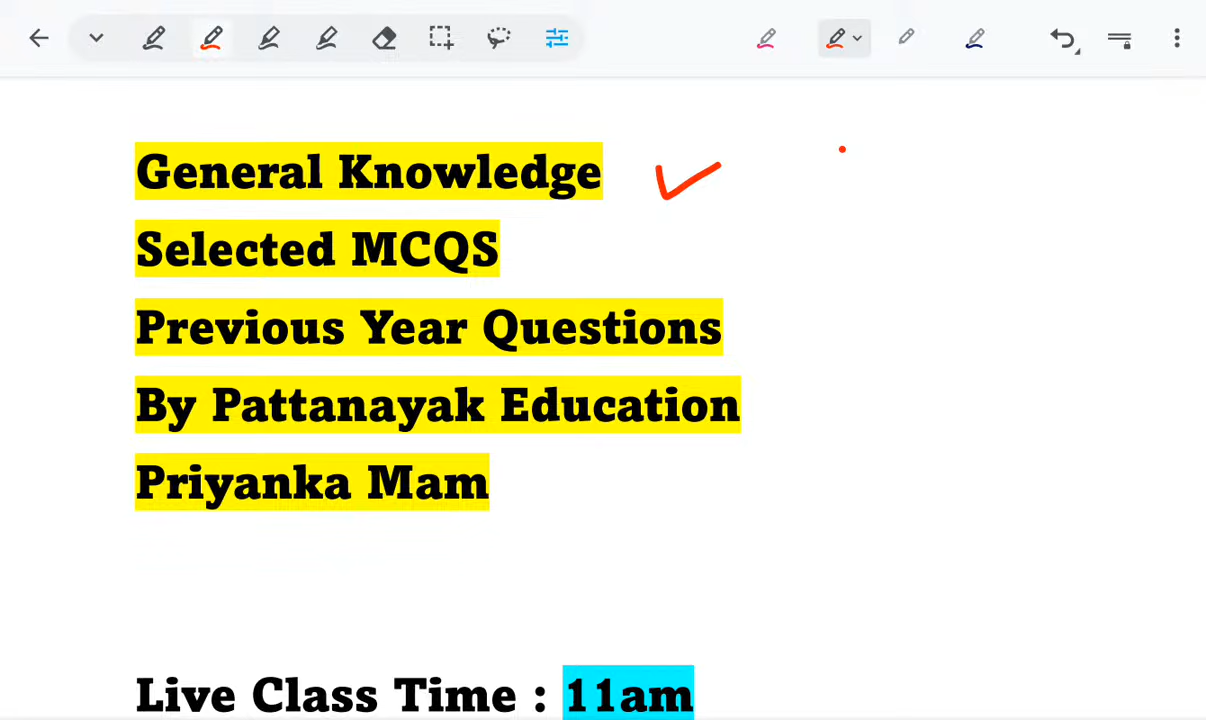 General Knowledge
Selected MCQS
Previous Year Questions
By Pattanayak Education
Priyanka Mam
Live Class Time : 11am